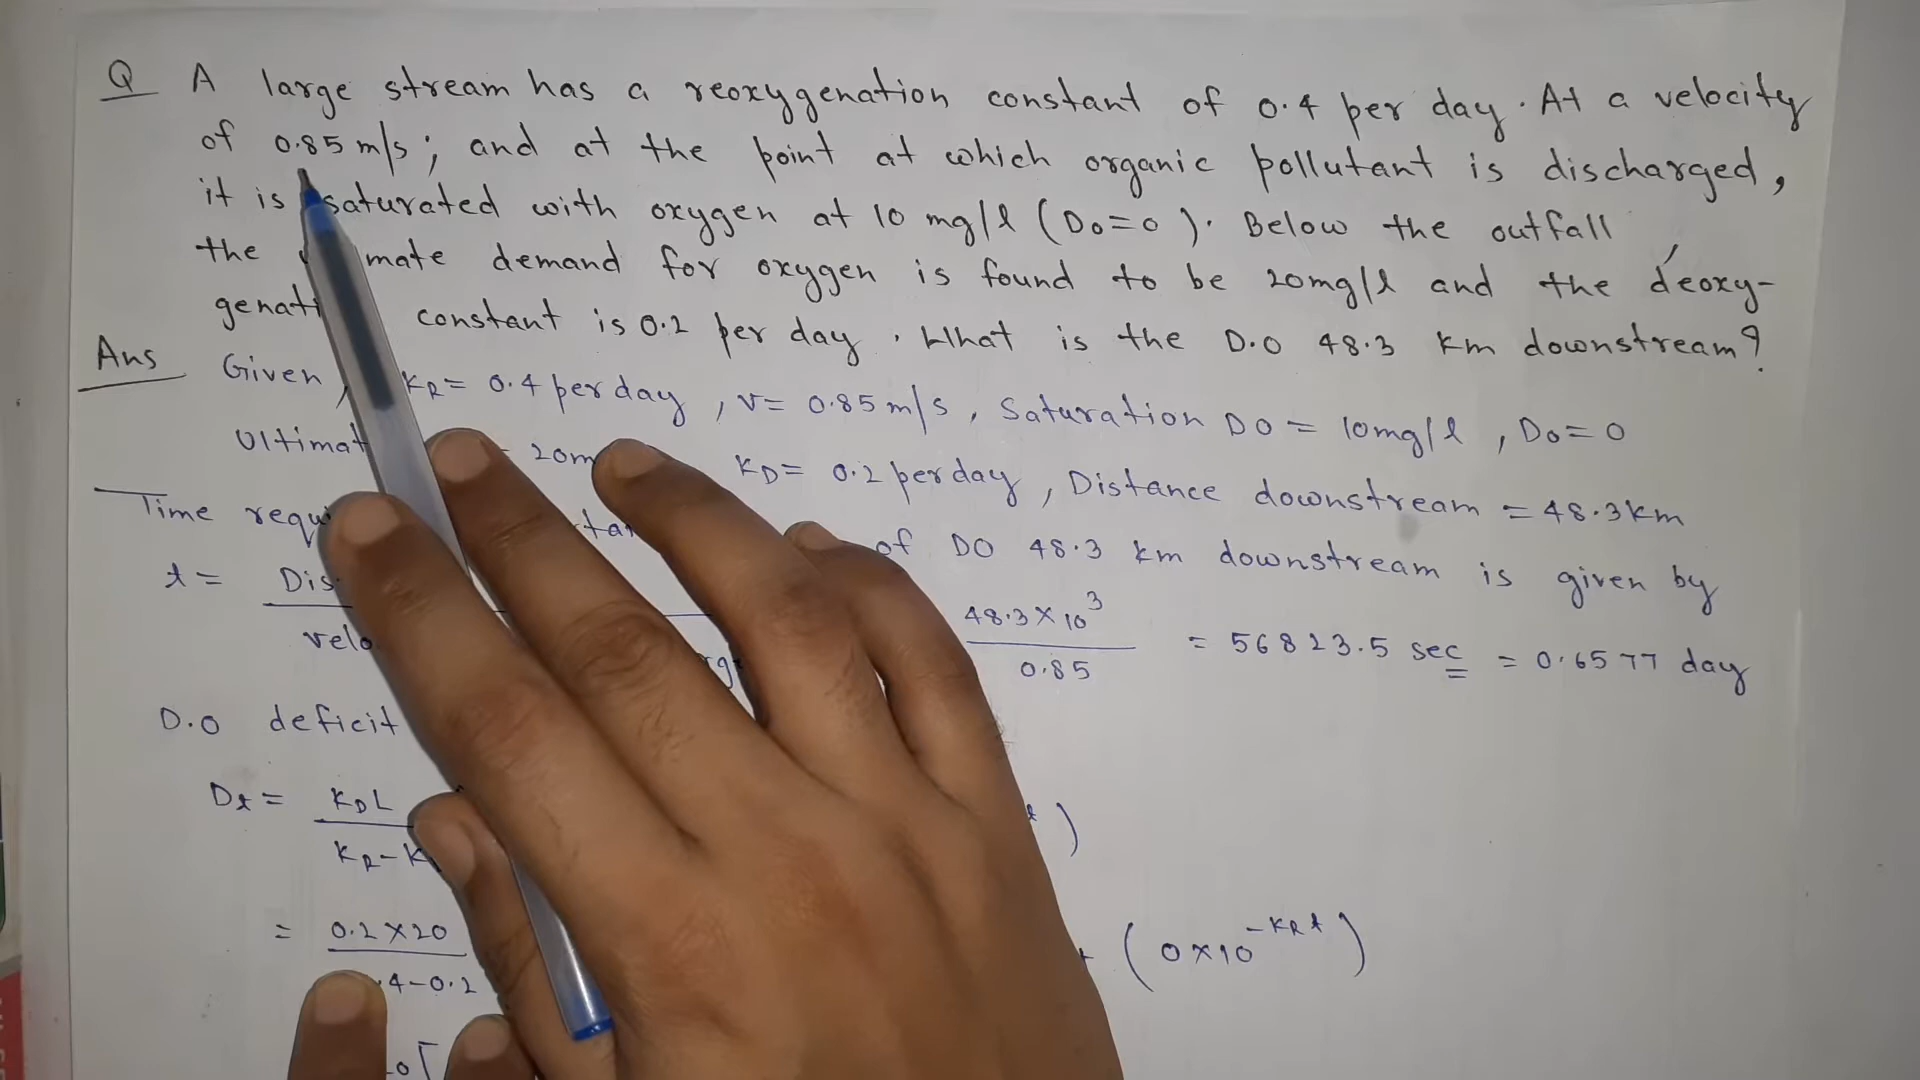 Q A large stream has a reoxygenation constant of 0.4 per day. At a velocity
of 0.85 m/s; and at the point at which organic pollutant is discharged,
it is saturated with oxygen at 10 mg/l (Do=0). Below the outfall
the mate demand for oxygen is found to be 20mg/l and the deoxy-
genati constant is 0.2 per day. What is the D.O 48.3 km downstream?
Ans Given, KR= 0.4 per day, v= 0.85 m/s, Saturation DO = 10mg/l, Do=0
Ultimat 20m KD= 0.2 per day, Distance downstream = 48.3km
Time requi of DO 48.3 km downstream is given by
t = Dis 48.3×10³ / 0.85 = 56823.5 sec = 0.6577 day
velo
D.O deficit
Dt = KDL )
KR-K
= 0.2×20 + (0×10^-KRt)
4-0.2